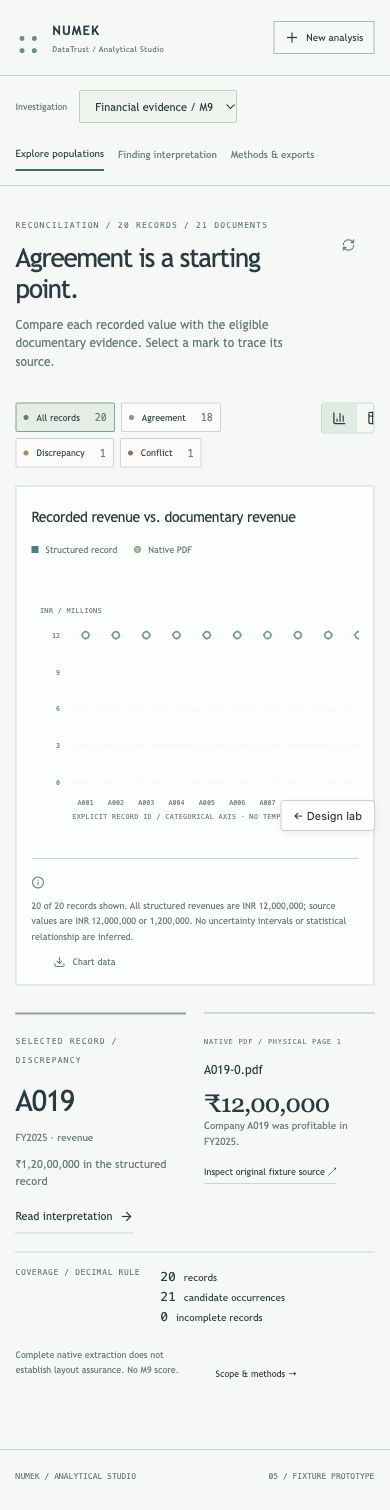 NUMEK
DataTrust / Analytical Studio
New analysis
Investigation
Financial evidence / M9
Explore populations
Finding interpretation
Methods & exports
RECONCILIATION / 20 RECORDS / 21 DOCUMENTS
Agreement is a starting
point.
Compare each recorded value with the eligible
documentary evidence. Select a mark to trace its
source.
All records 20
Agreement 18
Discrepancy 1
Conflict 1
Recorded revenue vs. documentary revenue
Structured record
Native PDF
INR / MILLIONS
12
9
6
3
0
A001 A002 A003 A004 A005 A006 A007
EXPLICIT RECORD ID / CATEGORICAL AXIS · NO TEMP
← Design lab
20 of 20 records shown. All structured revenues are INR 12,000,000; source
values are INR 12,000,000 or 1,200,000. No uncertainty intervals or statistical
relationship are inferred.
Chart data
SELECTED RECORD /
DISCREPANCY
A019
FY2025 · revenue
₹1,20,00,000 in the structured
record
Read interpretation →
NATIVE PDF / PHYSICAL PAGE 1
A019-0.pdf
₹12,00,000
Company A019 was profitable in
FY2025.
Inspect original fixture source ↗
COVERAGE / DECIMAL RULE
20 records
21 candidate occurrences
0 incomplete records
Complete native extraction does not
establish layout assurance. No M9 score.
Scope & methods →
NUMEK / ANALYTICAL STUDIO
05 / FIXTURE PROTOTYPE